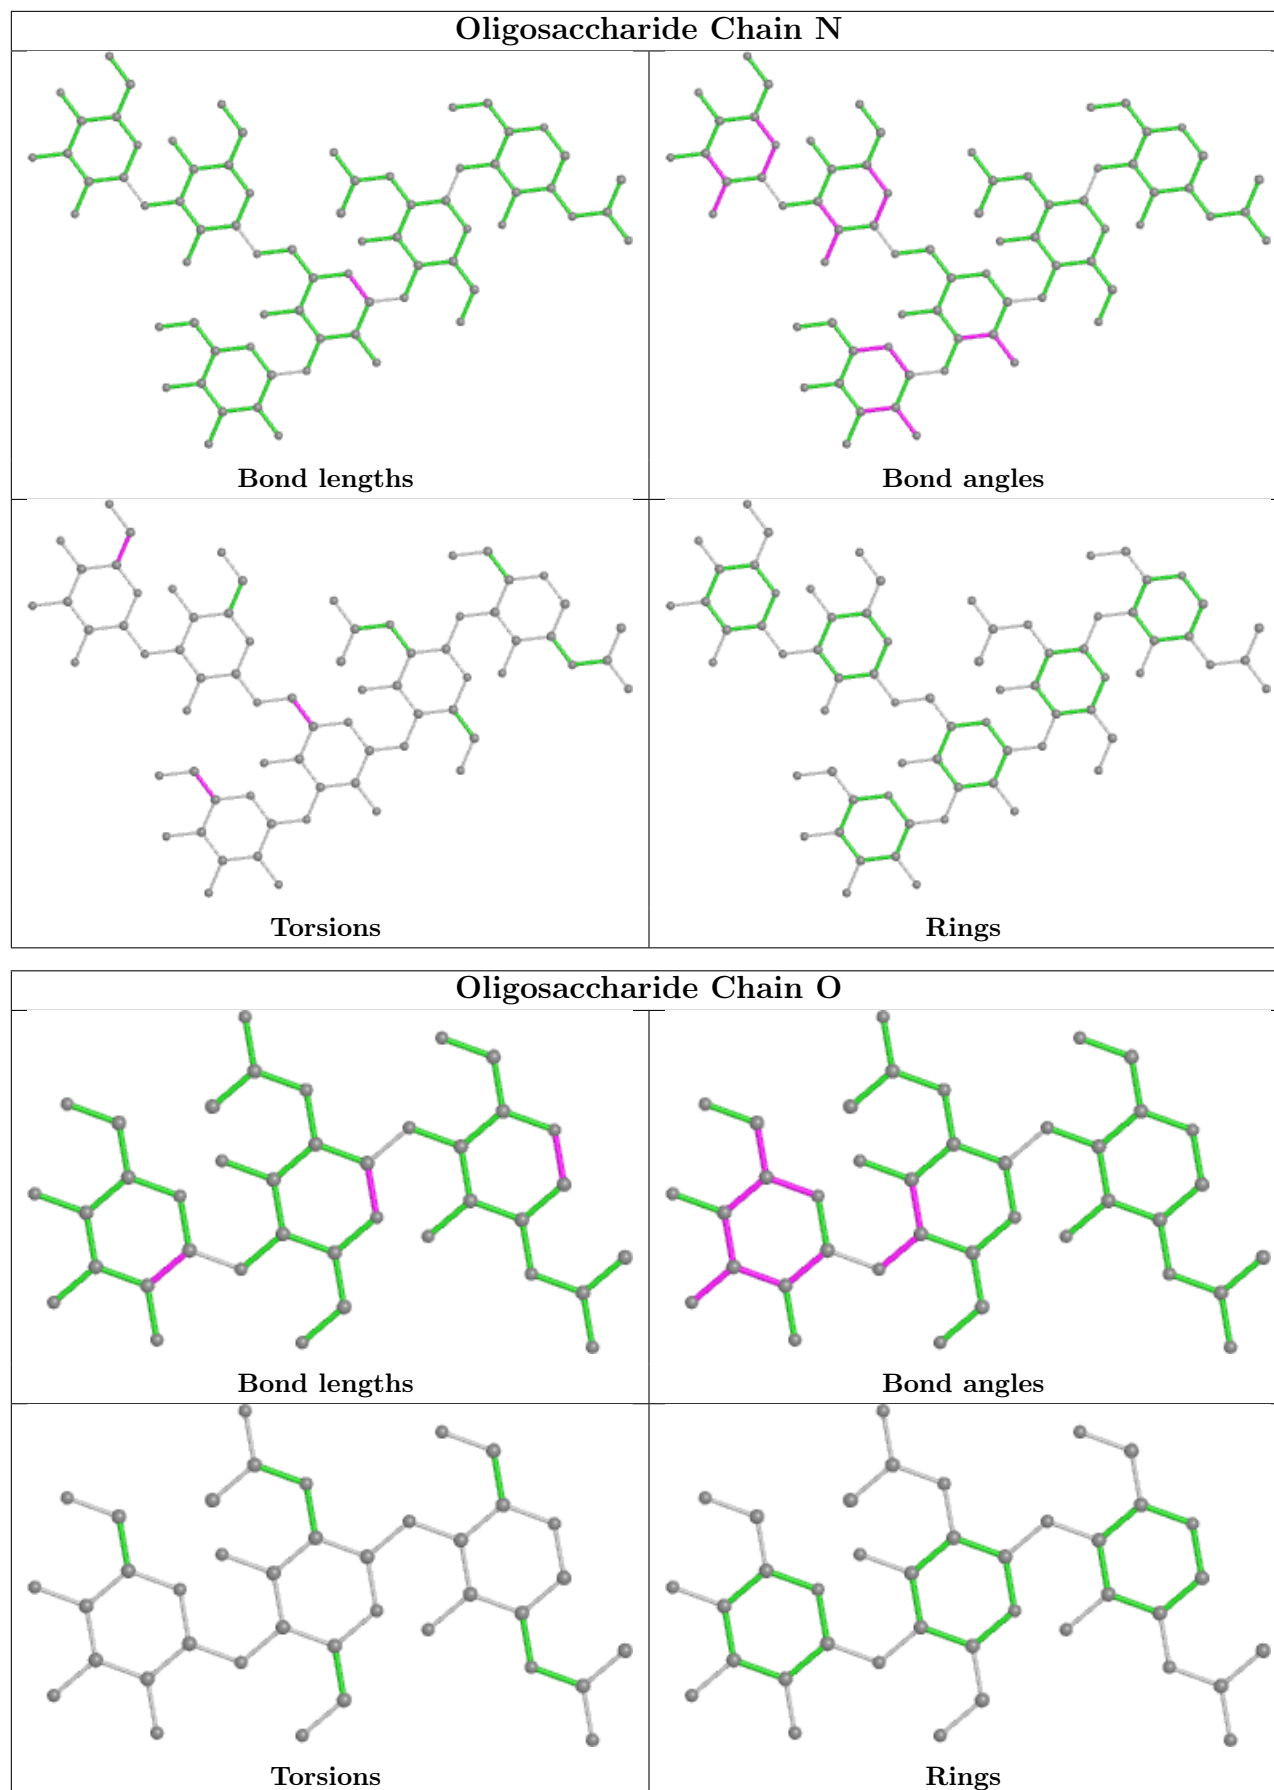 Oligosaccharide Chain N
Bond lengths
Bond angles
Torsions
Rings
Oligosaccharide Chain O
Bond lengths
Bond angles
Torsions
Rings